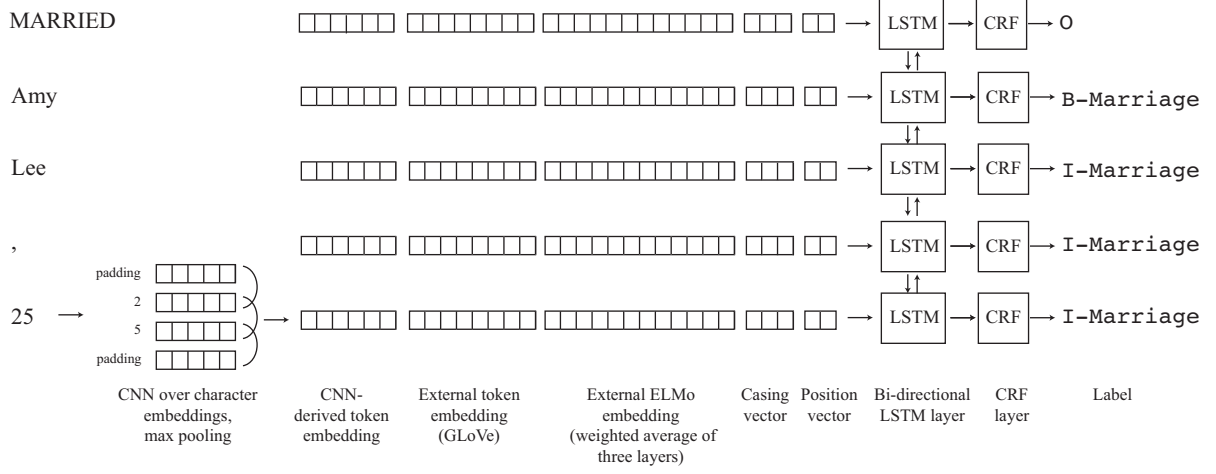 MARRIED LSTM CRF O
Amy LSTM CRF B-Marriage
Lee LSTM CRF I-Marriage
, LSTM CRF I-Marriage
padding
2
25 LSTM CRF I-Marriage
5
padding
CNN over character
embeddings,
max pooling
CNN-
derived token
embedding
External token
embedding
(GLoVe)
External ELMo
embedding
(weighted average of
three layers)
Casing
vector
Position
vector
Bi-directional
LSTM layer
CRF
layer
Label